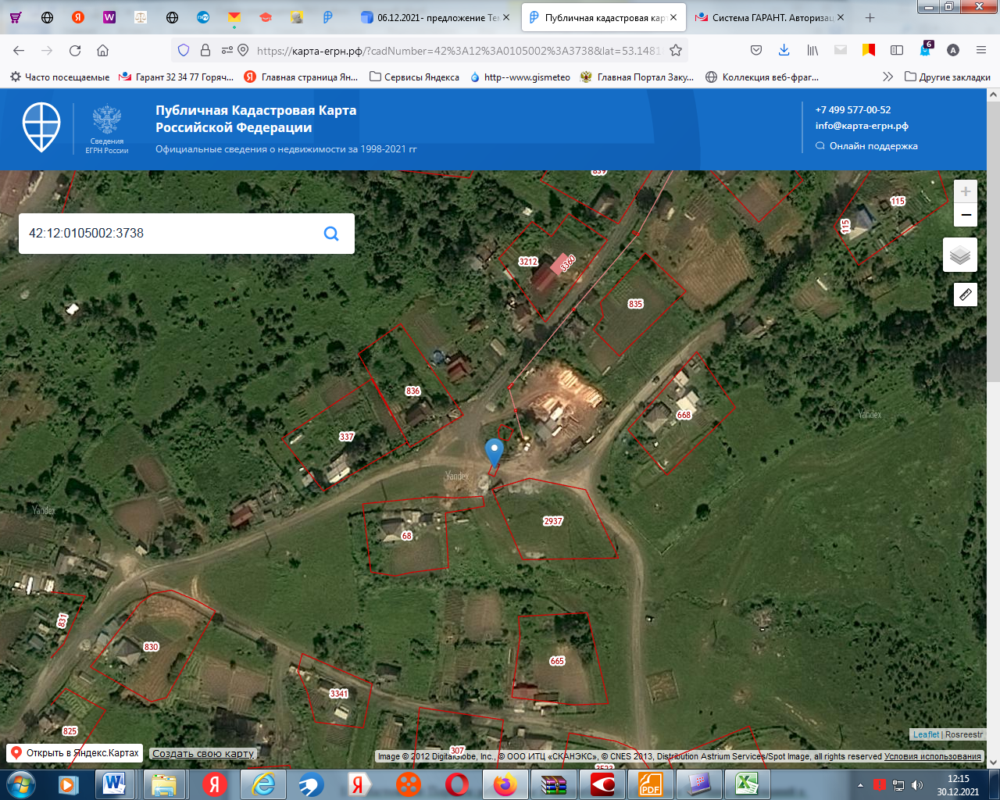 06.12.2021- предложение Тем
Публичная кадастровая карт
Система ГАРАНТ. Авторизац
https://карта-егрн.рф/?cadNumber=42%3A12%3A0105002%3A3738&lat=53.1481
6
Часто посещаемые
Гарант 32 34 77 Горяч...
Главная страница Ян...
Сервисы Яндекса
http--www.gismeteo
Главная Портал Заку...
Коллекция веб-фраг...
Другие закладки
Сведения
ЕГРН России
Публичная Кадастровая Карта
Российской Федерации
Официальные сведения о недвижимости за 1998-2021 гг
+7 499 577-00-52
info@карта-егрн.рф
Онлайн поддержка
42:12:0105002:3738
839
115
115
3212
3360
835
836
668
337
Yandex
Yandex
Yandex
2937
68
831
830
665
3341
825
307
Leaflet | Rosreestr
Открыть в Яндекс.Картах
Создать свою карту
Image © 2012 DigitalGlobe, Inc., © ООО ИТЦ «СКАНЭКС», © CNES 2013, Distribution Astrium Services/Spot Image, all rights reserved Условия использования
12:15
30.12.2021